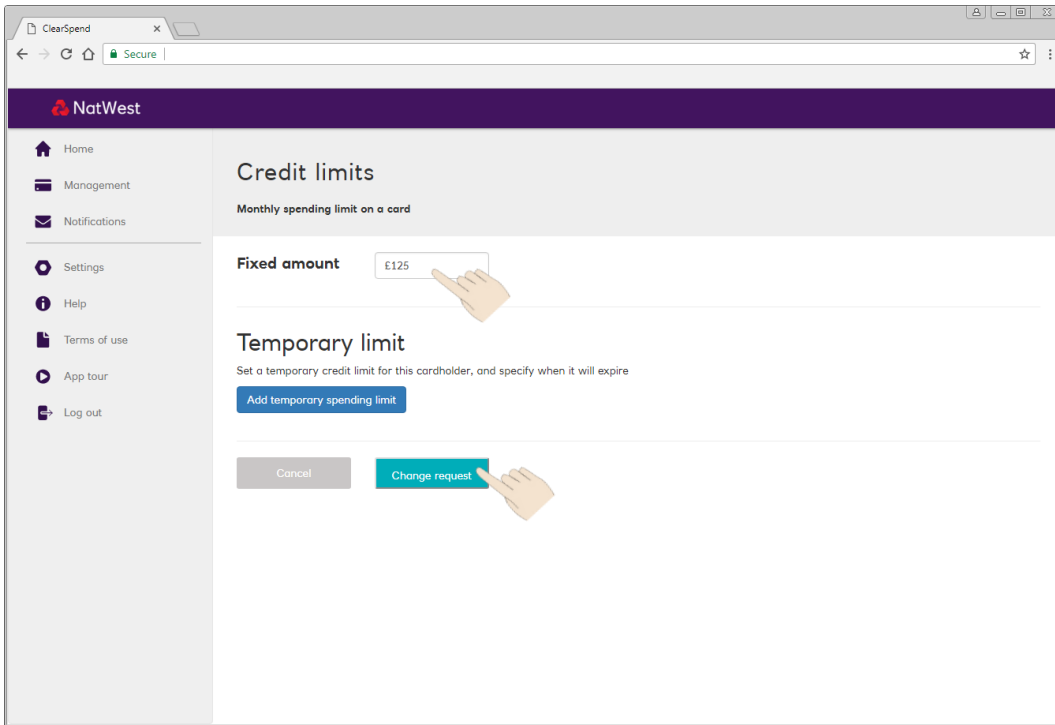 ClearSpend
Secure
NatWest
Home
Management
Notifications
Settings
Help
Terms of use
App tour
Log out
Credit limits
Monthly spending limit on a card
Fixed amount
£125
Temporary limit
Set a temporary credit limit for this cardholder, and specify when it will expire
Add temporary spending limit
Cancel
Change request